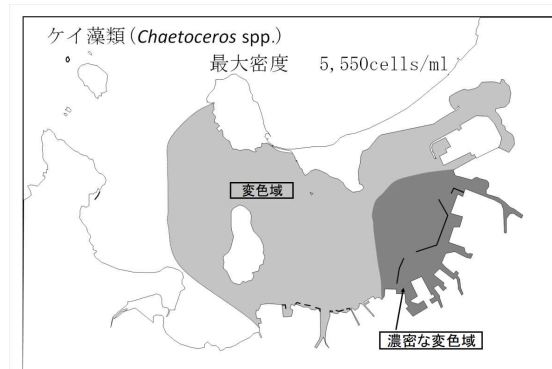 ケイ藻類(Chaetoceros spp.)
最大密度 5,550cells/ml
変色域
濃密な変色域